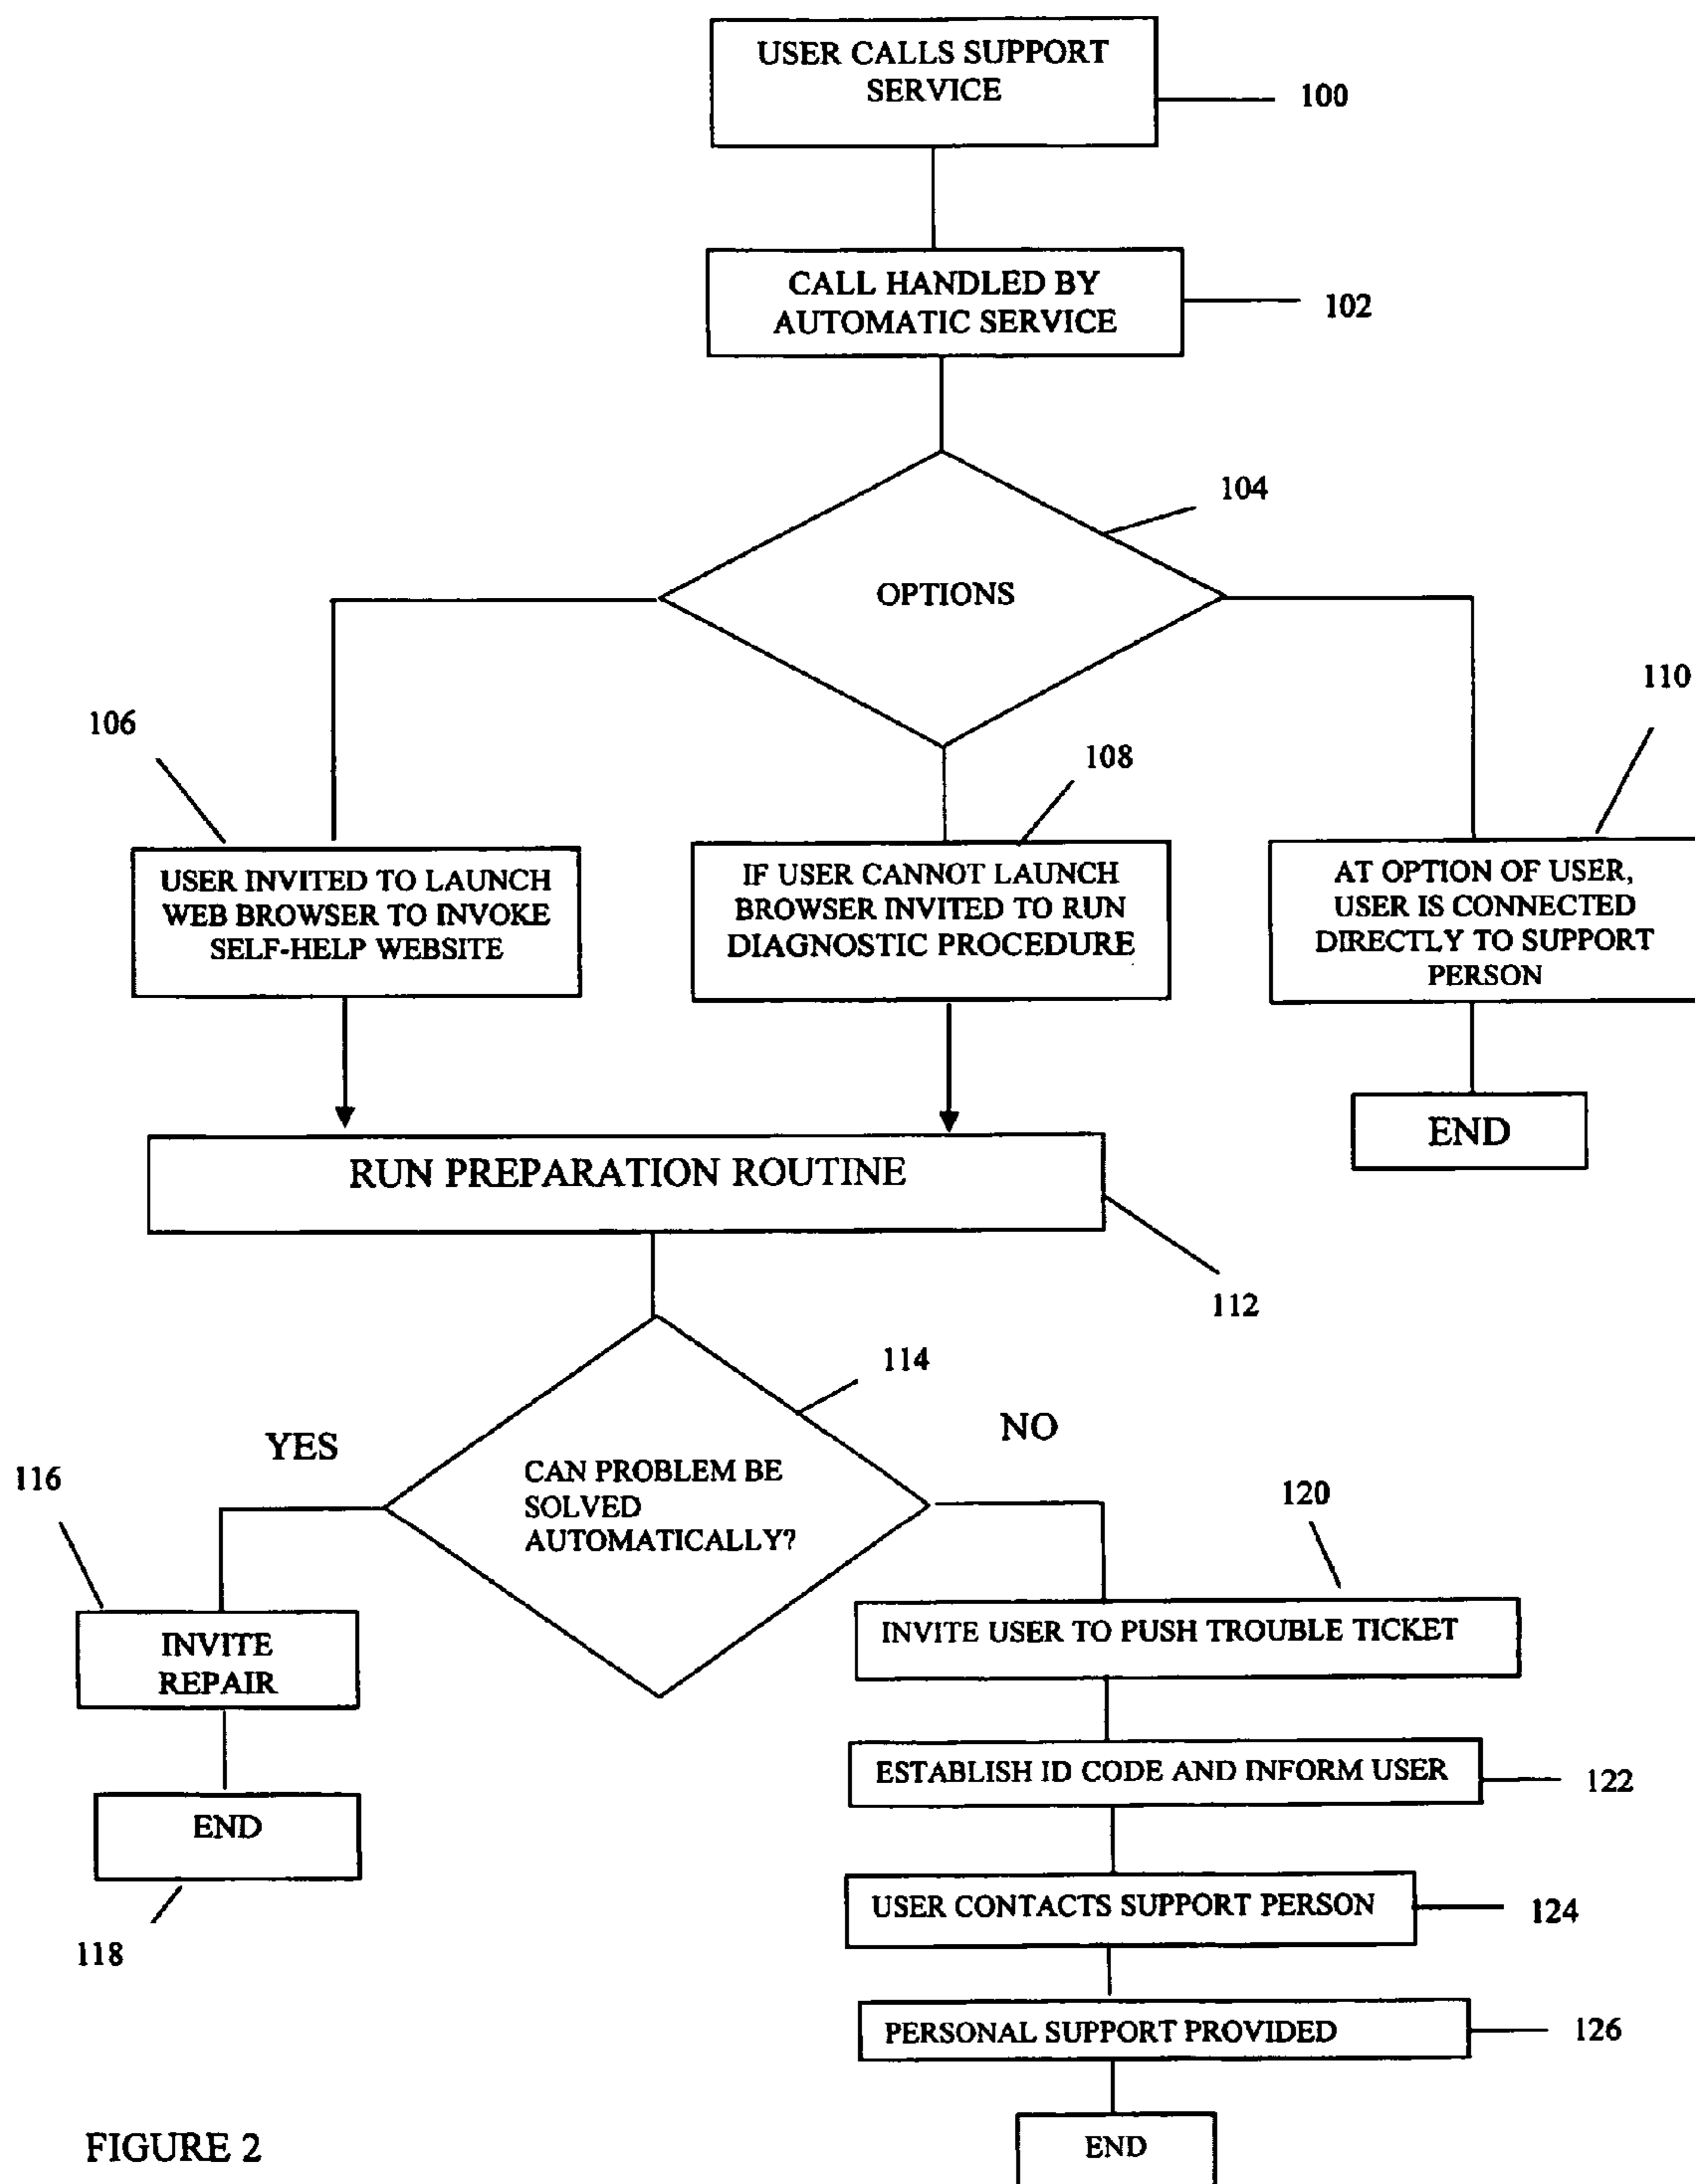 USER CALLS SUPPORT
SERVICE
100
CALL HANDLED BY
AUTOMATIC SERVICE
102
104
OPTIONS
110
106
108
USER INVITED TO LAUNCH
WEB BROWSER TO INVOKE
SELF-HELP WEBSITE
IF USER CANNOT LAUNCH
BROWSER INVITED TO RUN
DIAGNOSTIC PROCEDURE
AT OPTION OF USER,
USER IS CONNECTED
DIRECTLY TO SUPPORT
PERSON
END
RUN PREPARATION ROUTINE
112
114
YES
NO
CAN PROBLEM BE
SOLVED
AUTOMATICALLY?
116
120
INVITE
REPAIR
INVITE USER TO PUSH TROUBLE TICKET
ESTABLISH ID CODE AND INFORM USER
122
END
USER CONTACTS SUPPORT PERSON
124
118
PERSONAL SUPPORT PROVIDED
126
END
FIGURE 2